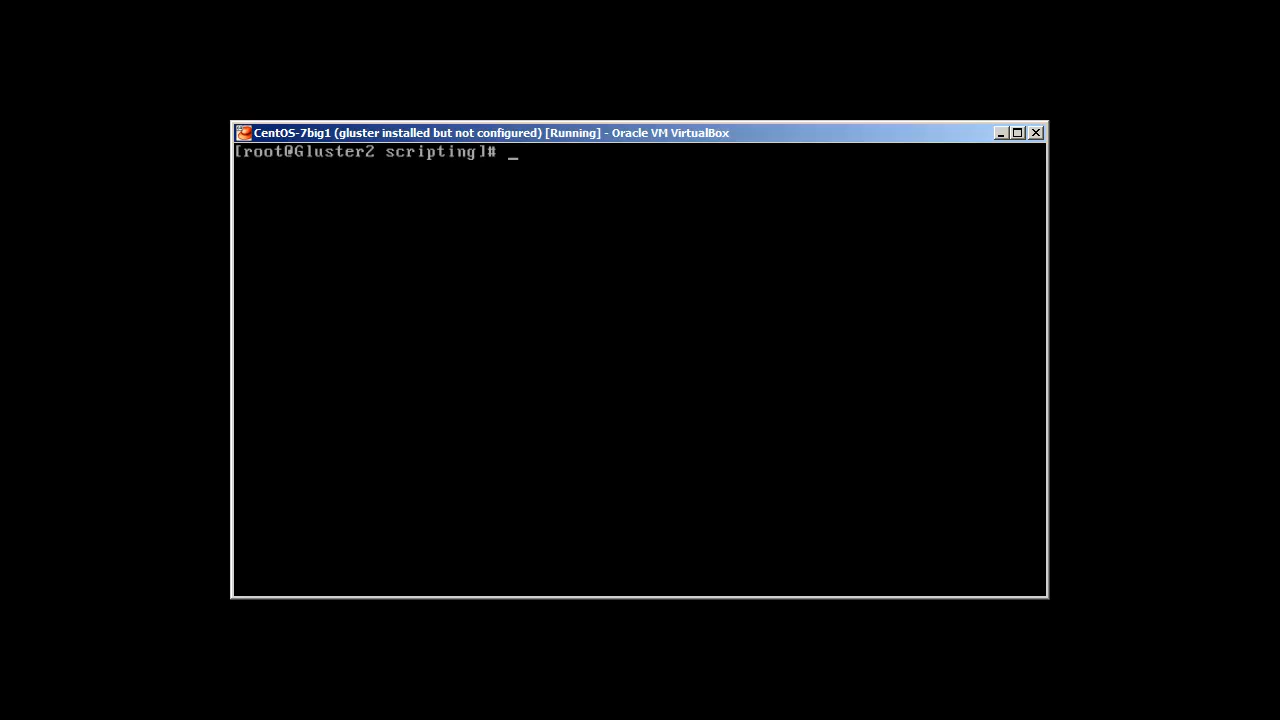 CentOS-7big1 (gluster installed but not configured) [Running] - Oracle VM VirtualBox
[root@Gluster2 scripting]# _